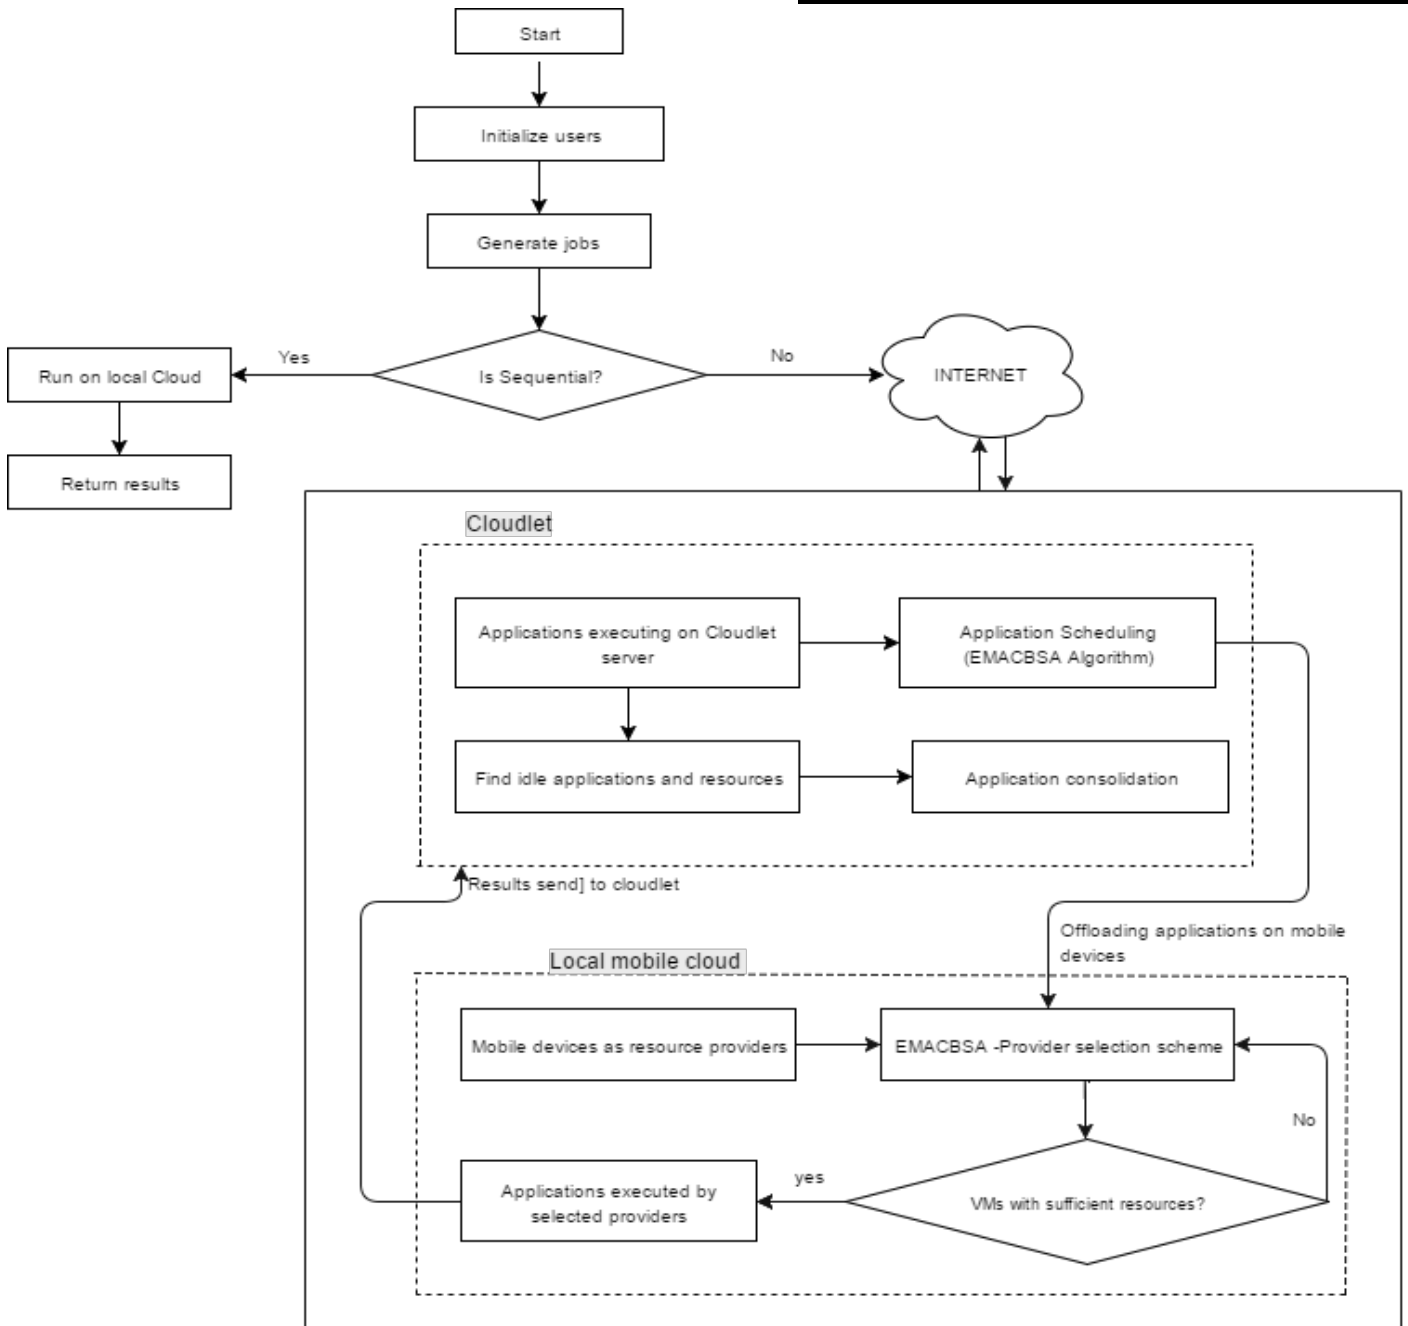 Start
Initialize users
Generate jobs
Is Sequential?
Yes
No
Run on local Cloud
INTERNET
Return results
Cloudlet
Applications executing on Cloudlet
server
Application Scheduling
(EMACBSA Algorithm)
Find idle applications and resources
Application consolidation
Results send] to cloudlet
Offloading applications on mobile
devices
Local mobile cloud
Mobile devices as resource providers
EMACBSA -Provider selection scheme
No
yes
Applications executed by
selected providers
VMs with sufficient resources?